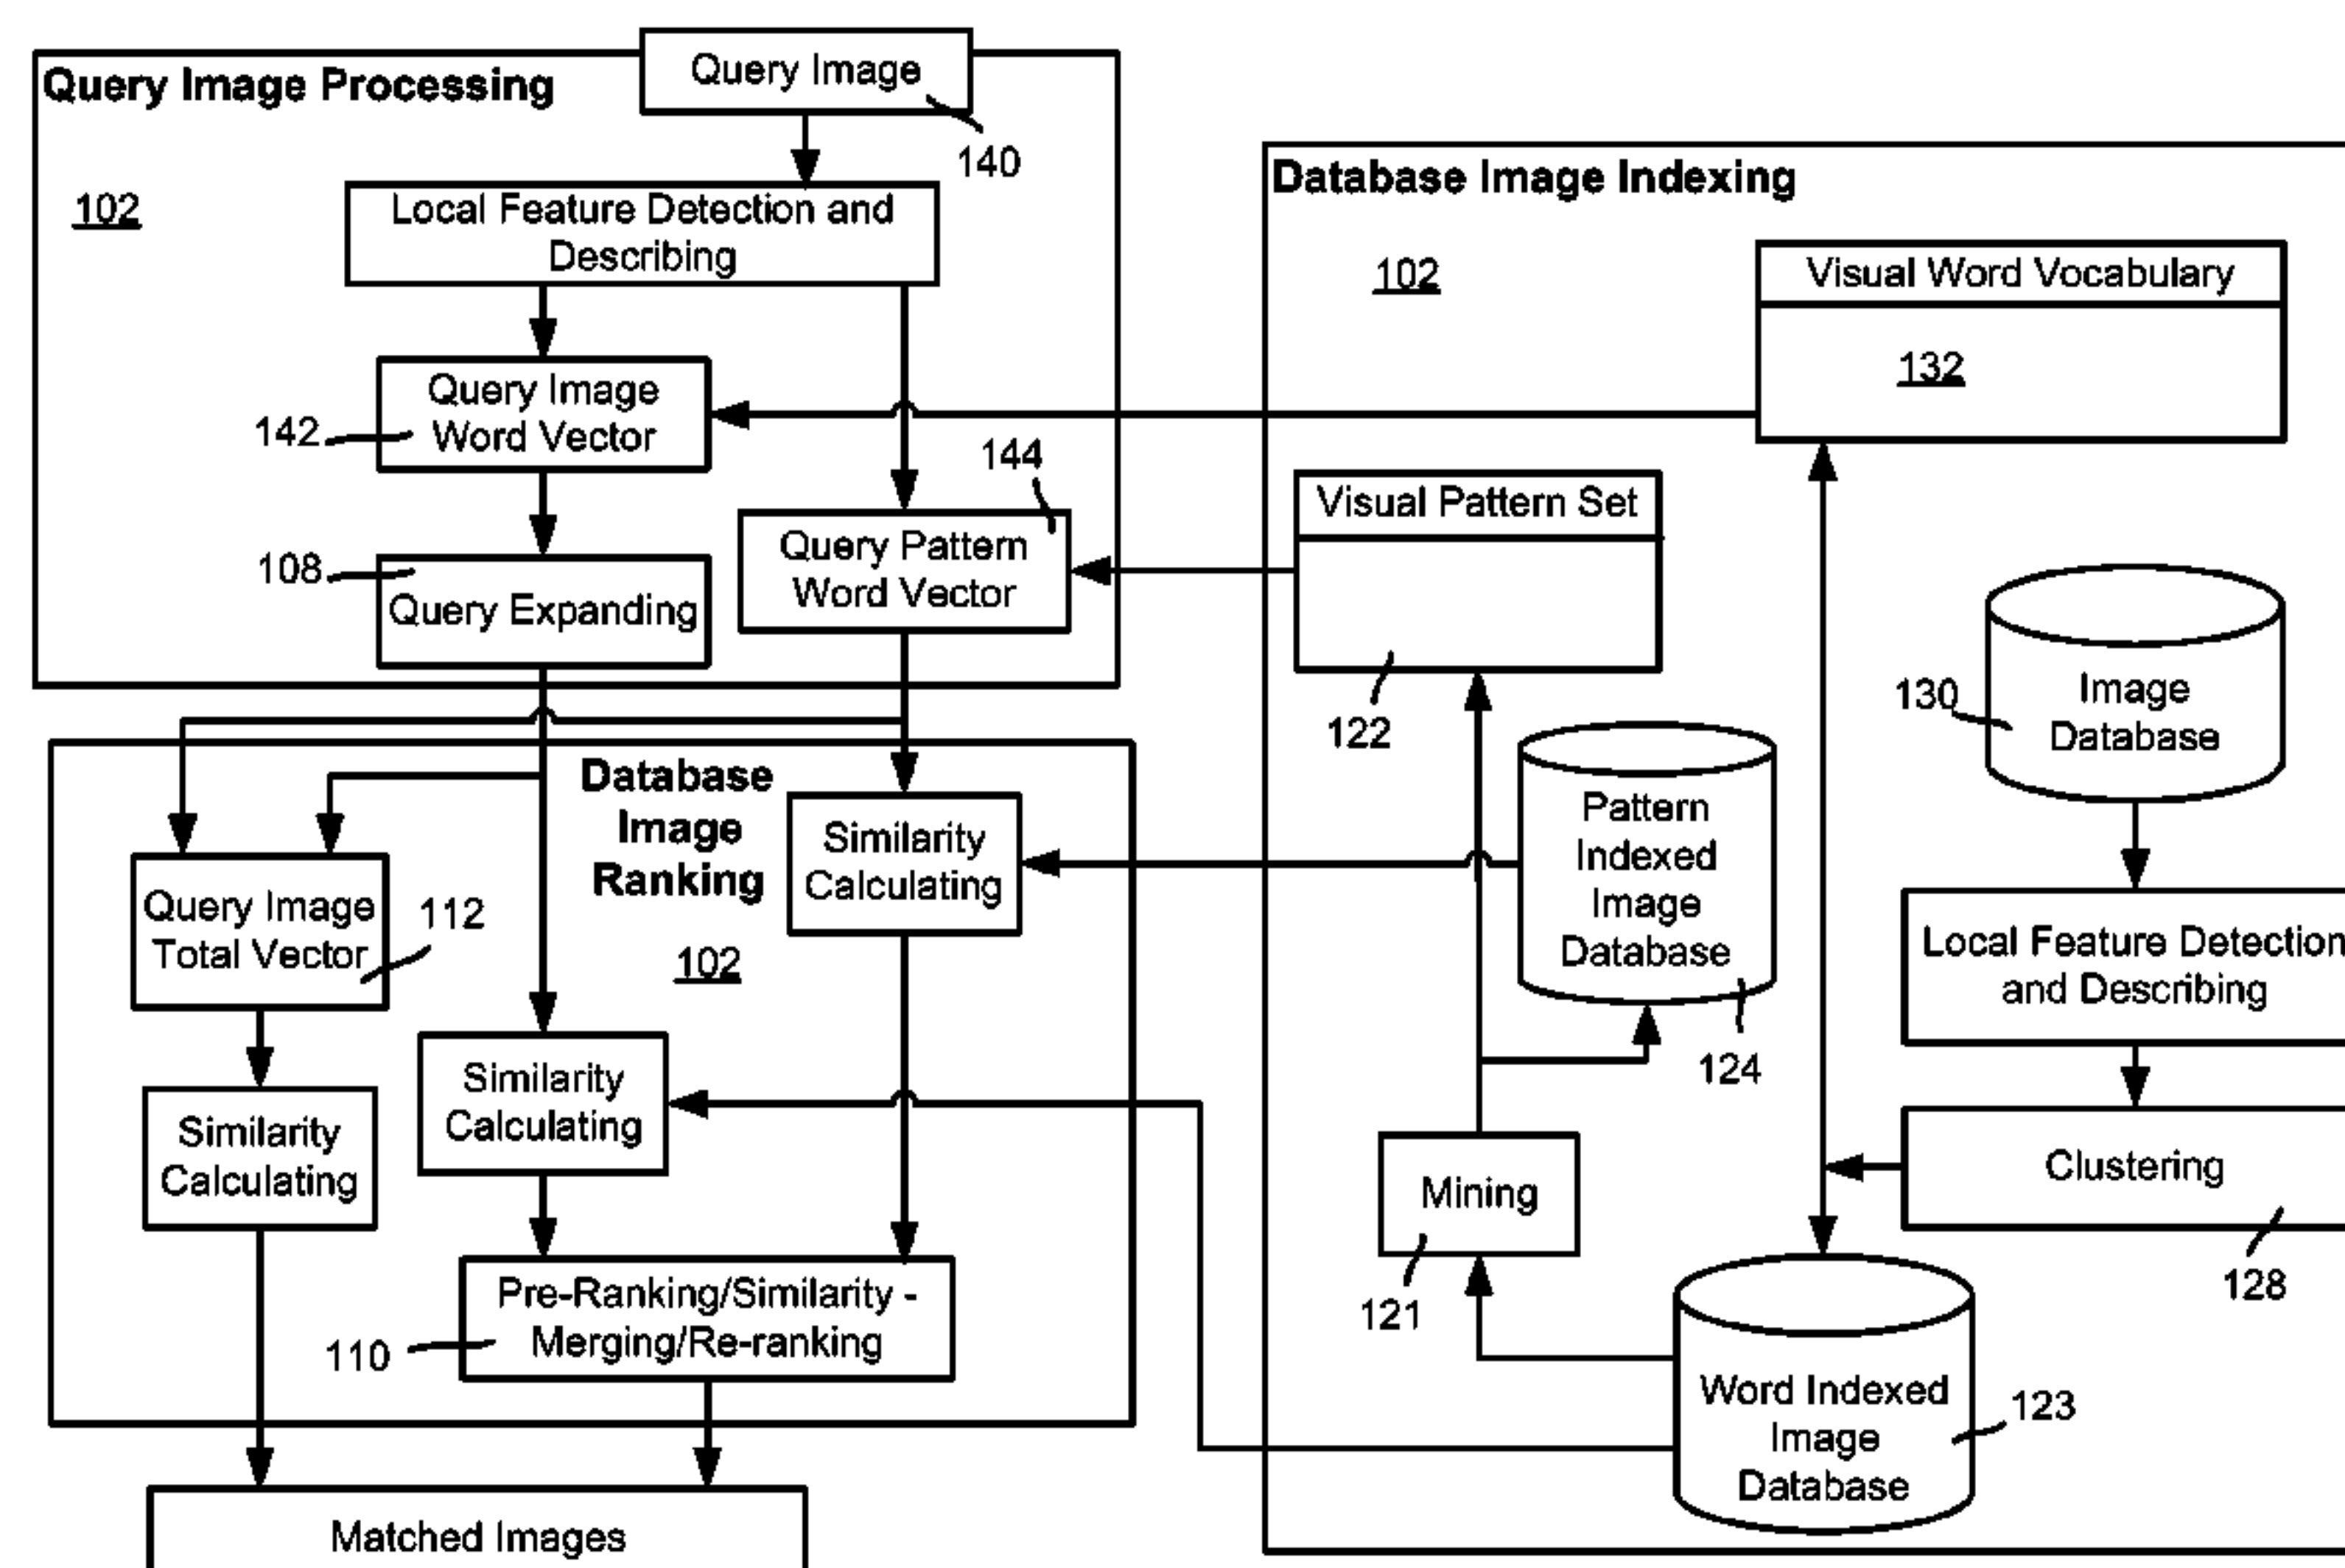 Query Image
Query Image Processing
140
102
Local Feature Detection and
Describing
Query Image
Word Vector
142
144
108
Query Expanding
Query Pattern
Word Vector
Database
Image
Ranking
102
Similarity
Calculating
Query Image
Total Vector
112
Similarity
Calculating
Similarity
Calculating
Pre-Ranking/Similarity -
Merging/Re-ranking
110
Matched Images
Database Image Indexing
102
Visual Word Vocabulary
132
Visual Pattern Set
122
130
Image
Database
Pattern
Indexed
Image
Database
124
Local Feature Detection
and Describing
Clustering
128
Mining
121
Word Indexed
Image
Database
123